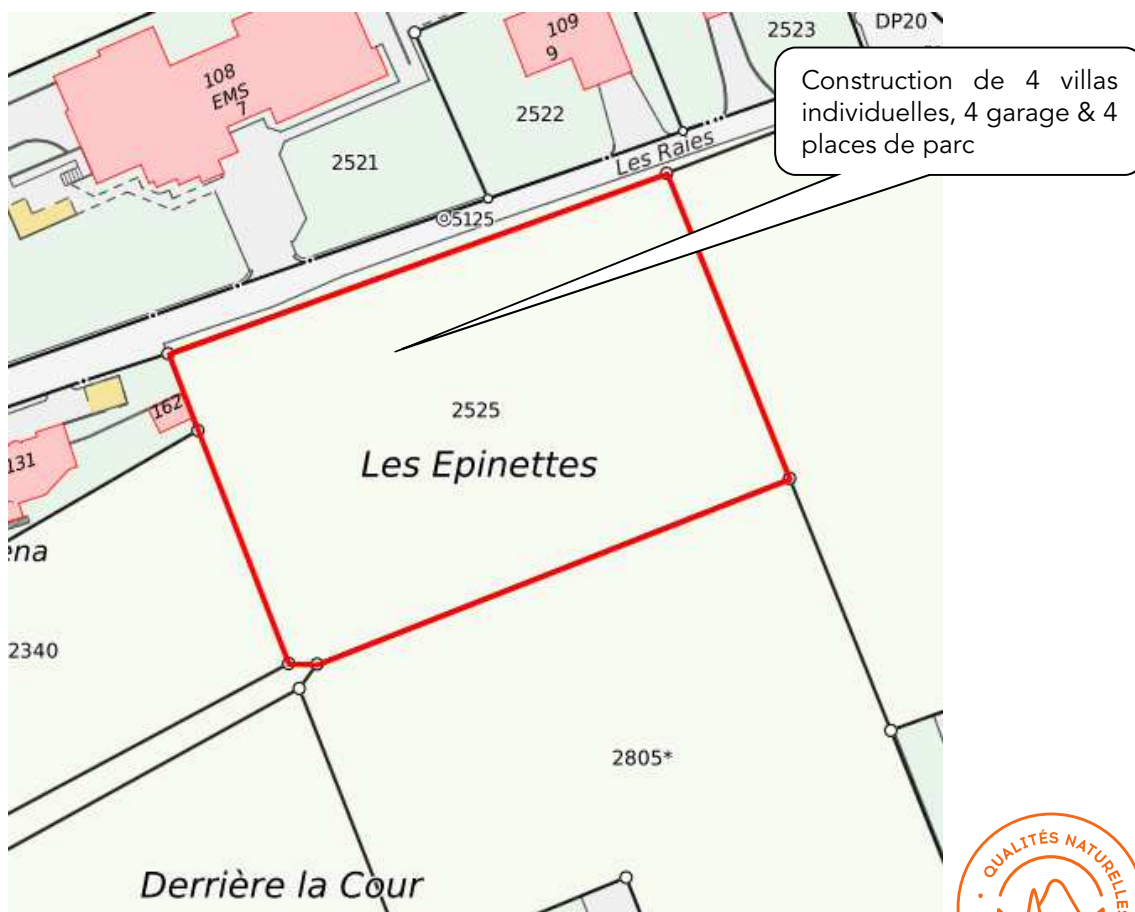 108
EMS
7
109
9
2523
DP20
2522
2521
Les Raies
Construction de 4 villas
individuelles, 4 garage & 4
places de parc
5125
162
131
2525
Les Epinettes
ena
2340
2805*
Derrière la Cour
QUALITÉS NATURELLES